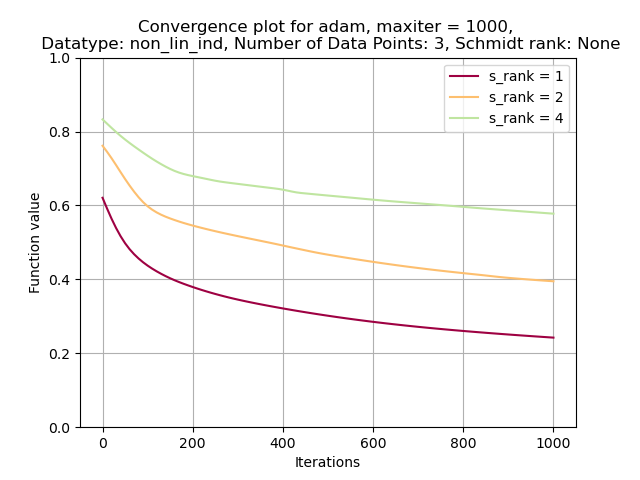 Convergence plot for adam, maxiter = 1000,
Datatype: non_lin_ind, Number of Data Points: 3, Schmidt rank: None
1.0
0.8
0.6
0.4
0.2
0.0
Function value
s_rank = 1
s_rank = 2
s_rank = 4
0 200 400 600 800 1000
Iterations